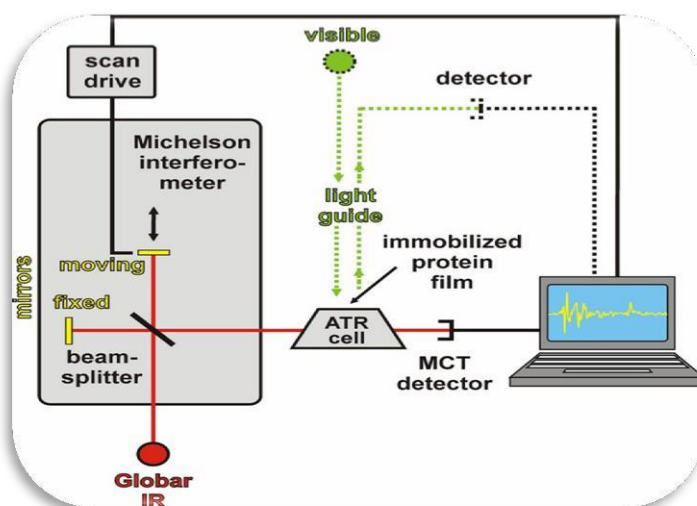 visible
scan
drive
detector
Michelson
interfero-
meter
light
guide
immobilized
protein
film
moving
mirrors
fixed
ATR
cell
beam-
splitter
MCT
detector
Globar
IR